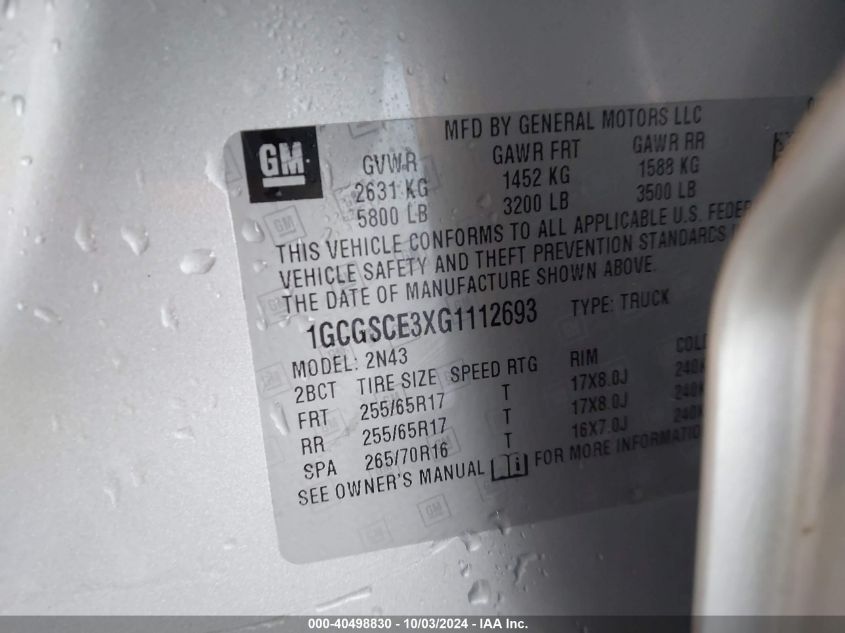 MFD BY GENERAL MOTORS LLC
GM
GVWR GAWR FRT GAWR RR
2631 KG 1452 KG 1588 KG
5800 LB 3200 LB 3500 LB
THIS VEHICLE CONFORMS TO ALL APPLICABLE U.S.
VEHICLE SAFETY AND THEFT PREVENTION STANDARDS
THE DATE OF MANUFACTURE SHOWN ABOVE.
1GCGSCE3XG1112693 TYPE: TRUCK
MODEL: 2N43
2BCT TIRE SIZE SPEED RTG RIM COLD
FRT 255/65R17 T 17X8.0J 240K
RR 255/65R17 T 17X8.0J 240K
SPA 265/70R16 T 16X7.0J 240K
SEE OWNER'S MANUAL FOR MORE INFORMATIO
000-40498830 - 10/03/2024 - IAA Inc.